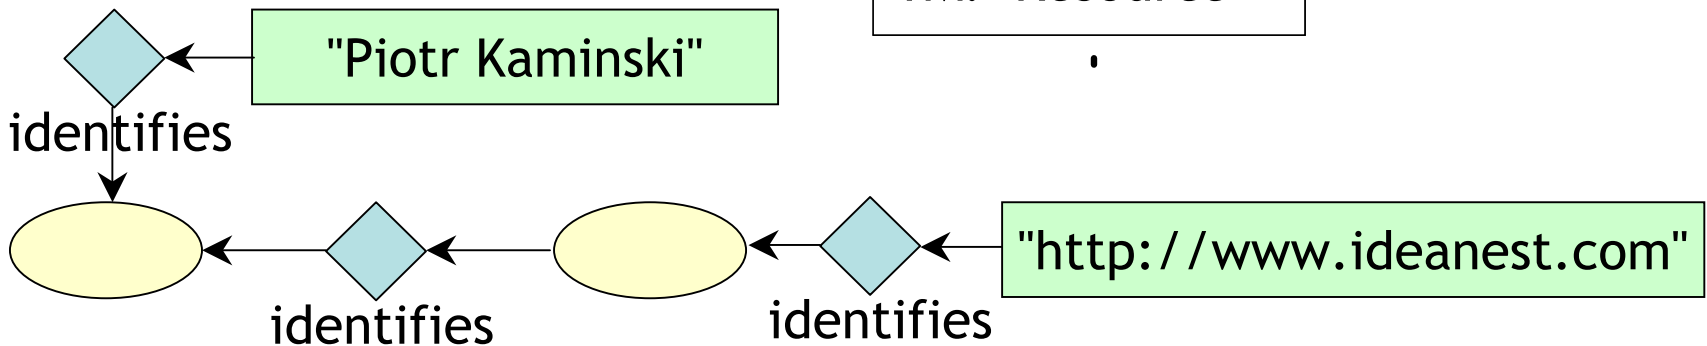 "Piotr Kaminski"
identifies
"http://www.ideanest.com"
identifies
identifies